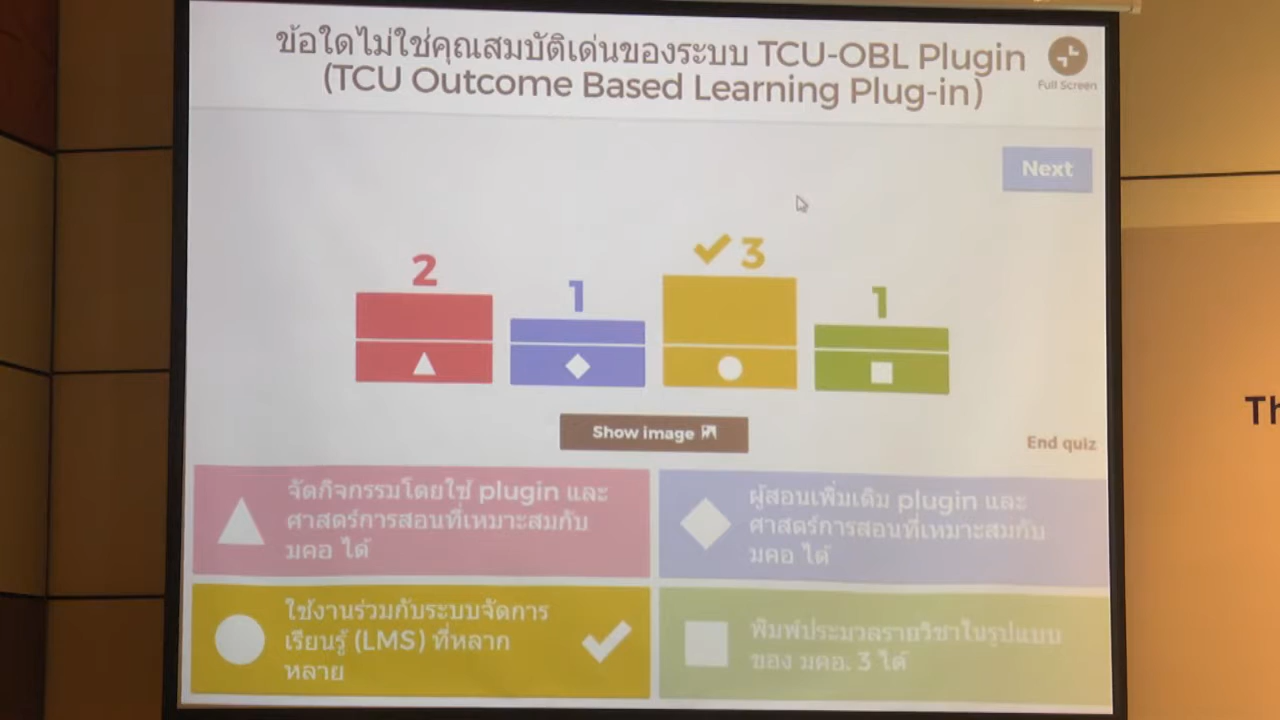 ข้อใดไม่ใช่คุณสมบัติเด่นของระบบ TCU-OBL Plugin
(TCU Outcome Based Learning Plug-in)
Full Screen
Next
2
1
3
1
Show image
End quiz
จัดกิจกรรมโดยใช้ plugin และ
ศาสตร์การสอนที่เหมาะสมกับ
มคอ ได้
ผู้สอนเพิ่มเติม plugin และ
ศาสตร์การสอนที่เหมาะสมกับ
มคอ ได้
ใช้งานร่วมกับระบบจัดการ
เรียนรู้ (LMS) ที่หลาก
หลาย
พิมพ์ประมวลรายวิชาในรูปแบบ
ของ มคอ. 3 ได้